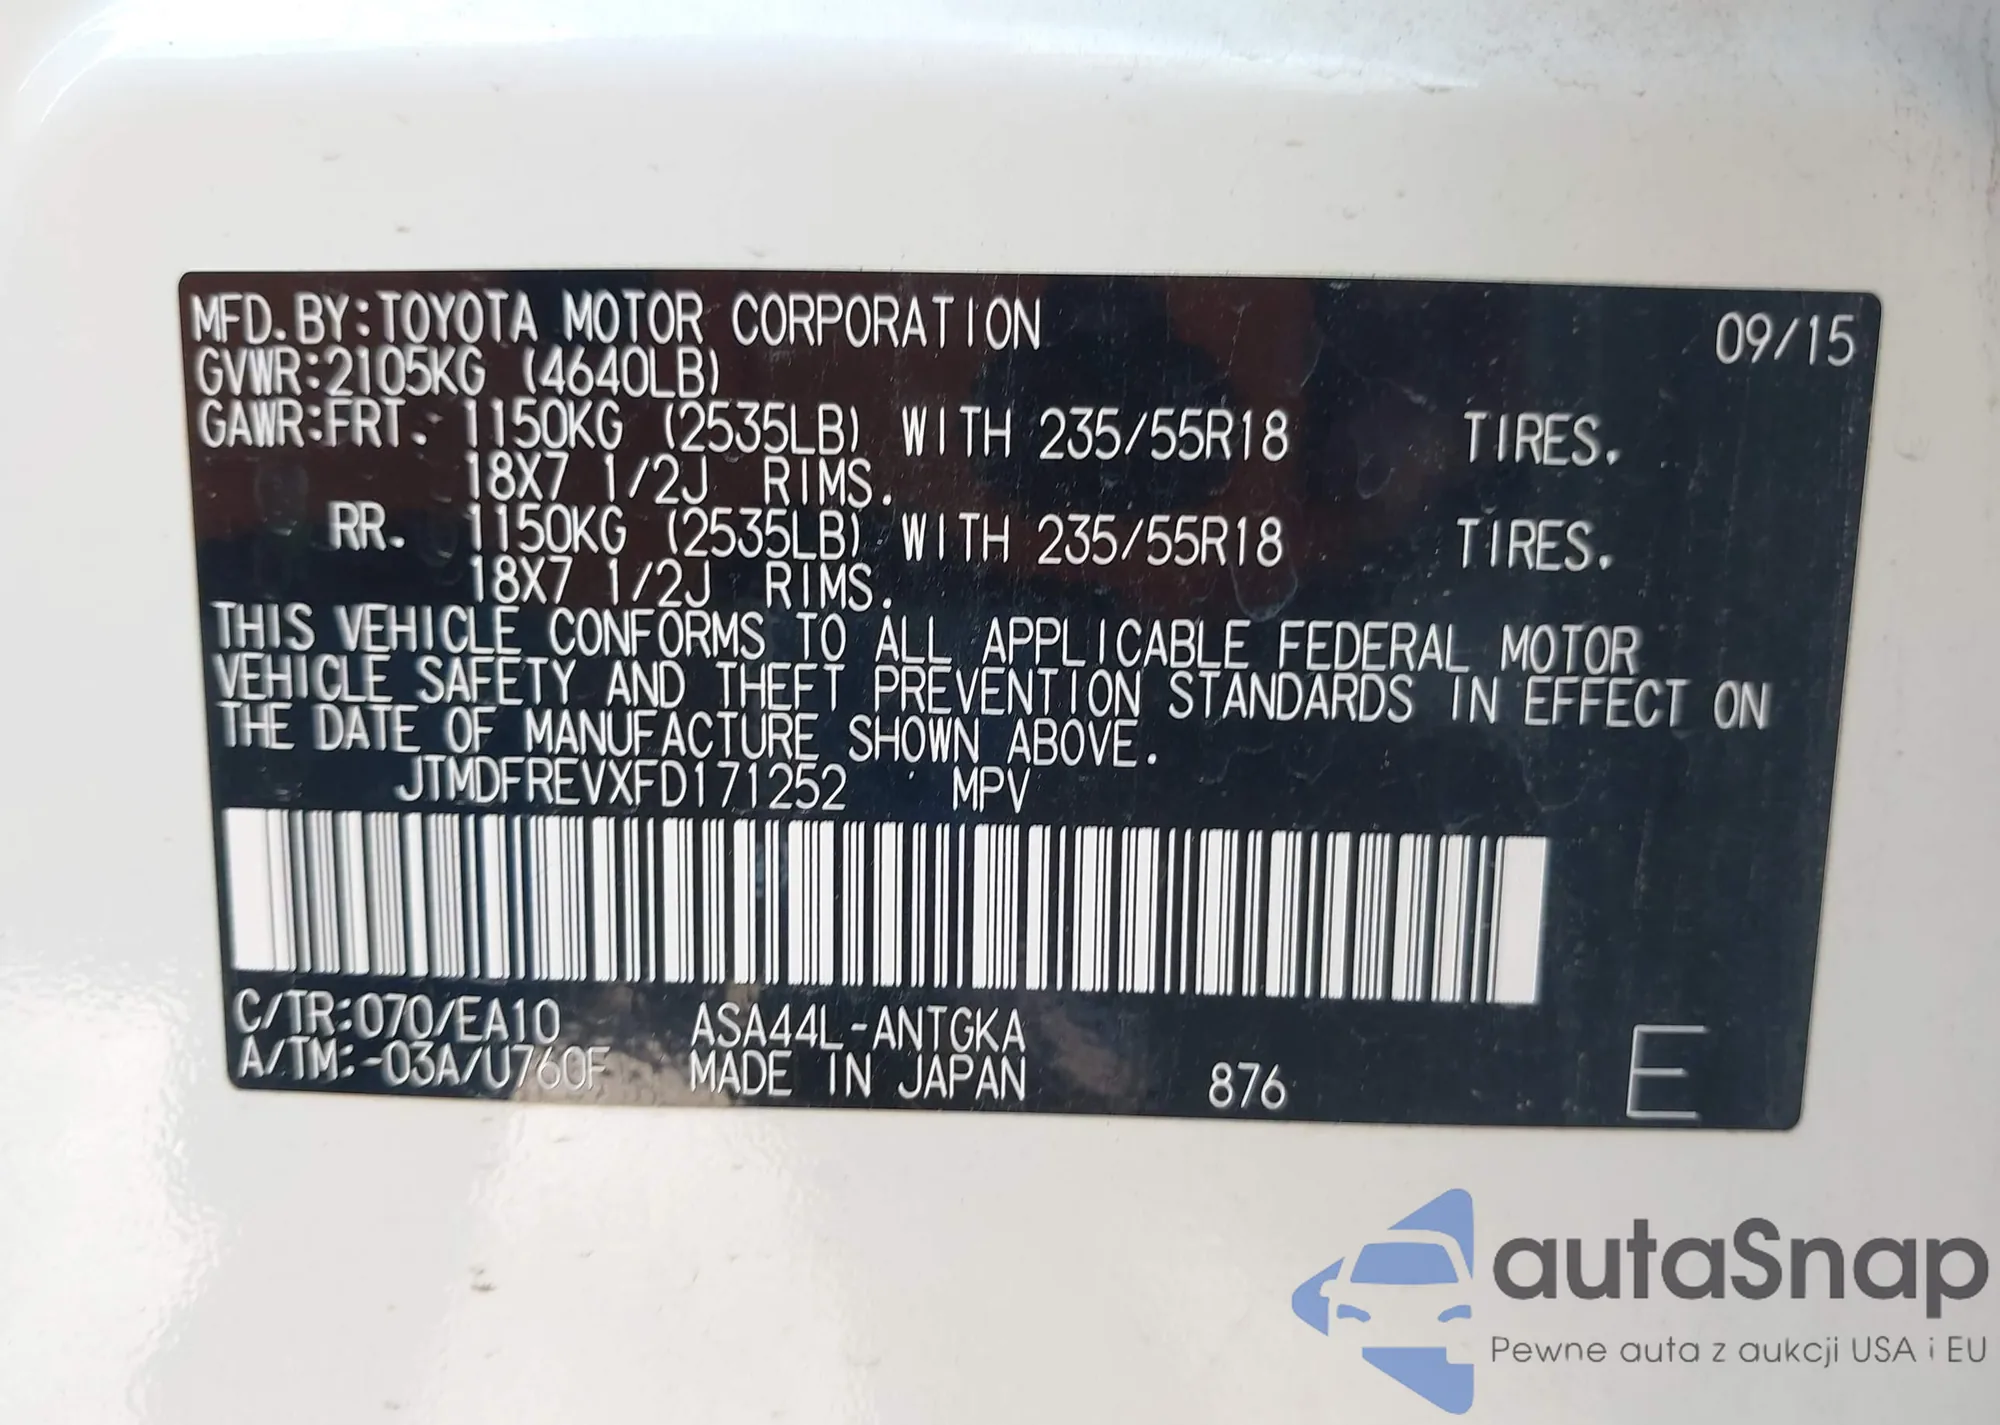 MFD.BY:TOYOTA MOTOR CORPORATION 09/15
GVWR:2105KG (4640LB)
GAWR:FRT. 1150KG (2535LB) WITH 235/55R18 TIRES.
18X7 1/2J RIMS.
RR. 1150KG (2535LB) WITH 235/55R18 TIRES.
18X7 1/2J RIMS.
THIS VEHICLE CONFORMS TO ALL APPLICABLE FEDERAL MOTOR
VEHICLE SAFETY AND THEFT PREVENTION STANDARDS IN EFFECT ON
THE DATE OF MANUFACTURE SHOWN ABOVE.
JTMDFREVXFD171252 MPV
C/TR:070/EA10 ASA44L-ANTGKA
A/TM:-03A/U760F MADE IN JAPAN 876 E
autaSnap
Pewne auta z aukcji USA i EU